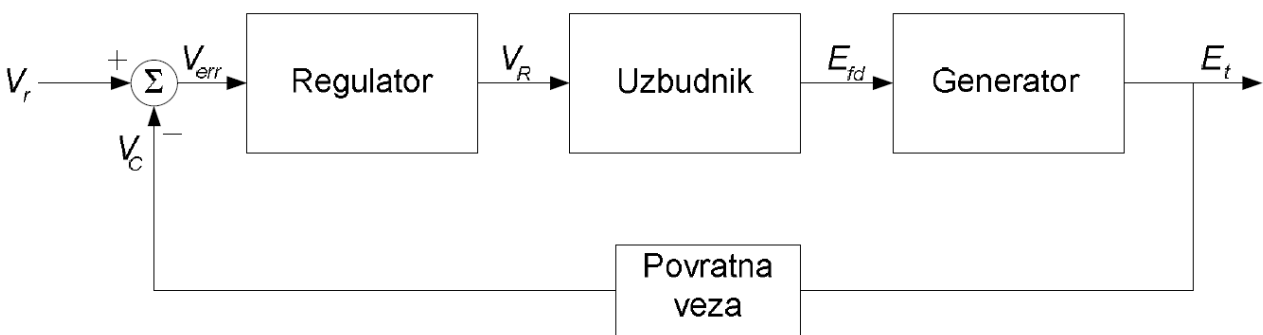 V_r
+
Σ
V_err
Regulator
V_R
Uzbudnik
E_fd
Generator
E_t
V_C
−
Povratna
veza